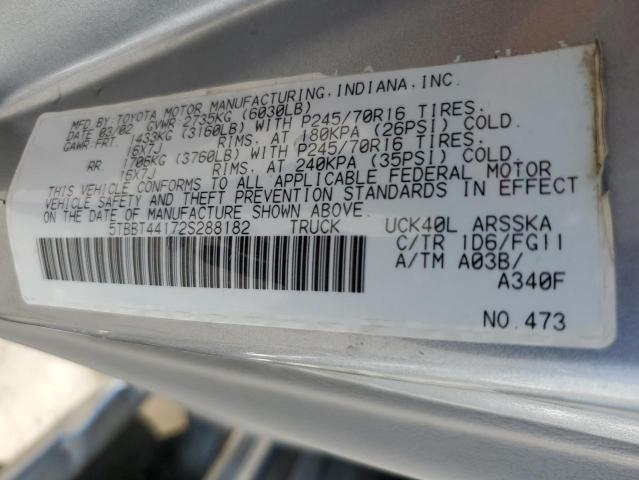 MFD.BY:TOYOTA MOTOR MANUFACTURING,INDIANA,INC.
DATE 03/02 GVWR 2735KG (6030LB)
GAWR:FRT. 1433KG (3160LB) WITH P245/70R16 TIRES.
16X7J RIMS, AT 180KPA (26PSI) COLD.
RR. 1706KG (3760LB) WITH P245/70R16 TIRES.
16X7J RIMS, AT 240KPA (35PSI) COLD.
THIS VEHICLE CONFORMS TO ALL APPLICABLE FEDERAL MOTOR
VEHICLE SAFETY AND THEFT PREVENTION STANDARDS IN EFFECT
ON THE DATE OF MANUFACTURE SHOWN ABOVE.
5TBBT44172S288182 TRUCK UCK40L ARSSKA
C/TR 1D6/FG11
A/TM A03B/
A340F
NO.473